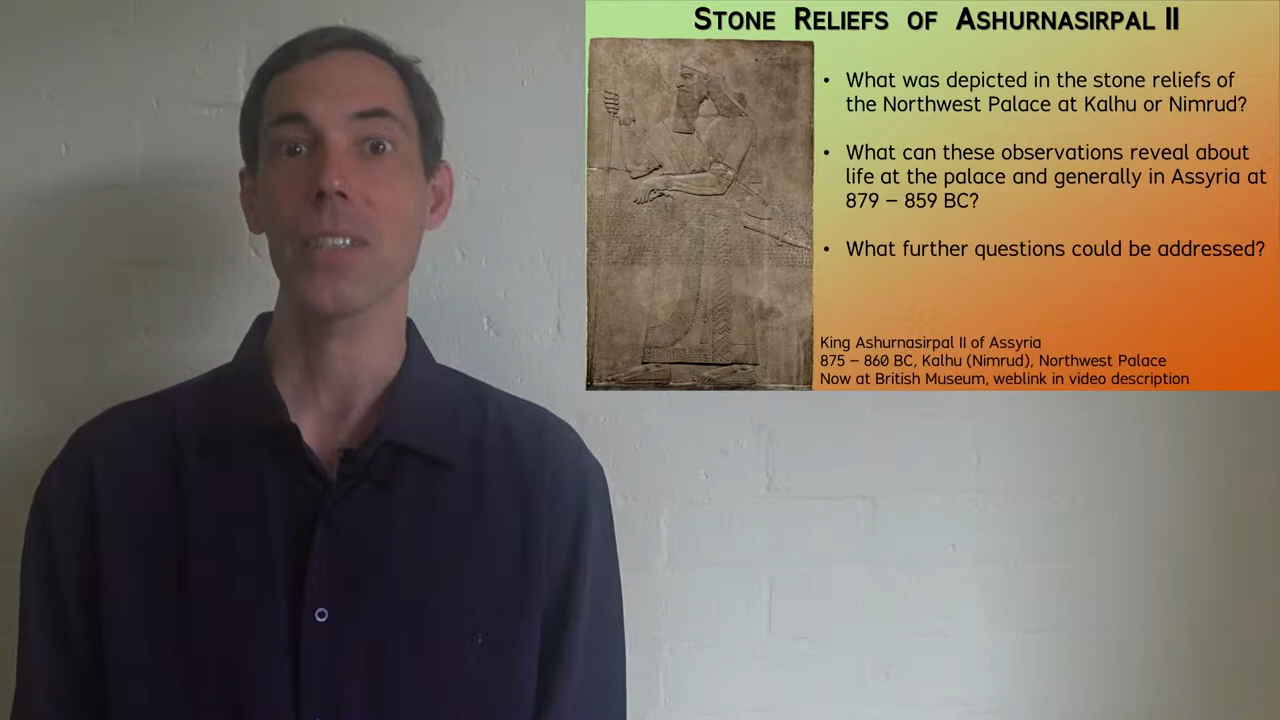 STONE RELIEFS OF ASHURNASIRPAL II
• What was depicted in the stone reliefs of
the Northwest Palace at Kalhu or Nimrud?
• What can these observations reveal about
life at the palace and generally in Assyria at
879 – 859 BC?
• What further questions could be addressed?
King Ashurnasirpal II of Assyria
875 – 860 BC, Kalhu (Nimrud), Northwest Palace
Now at British Museum, weblink in video description